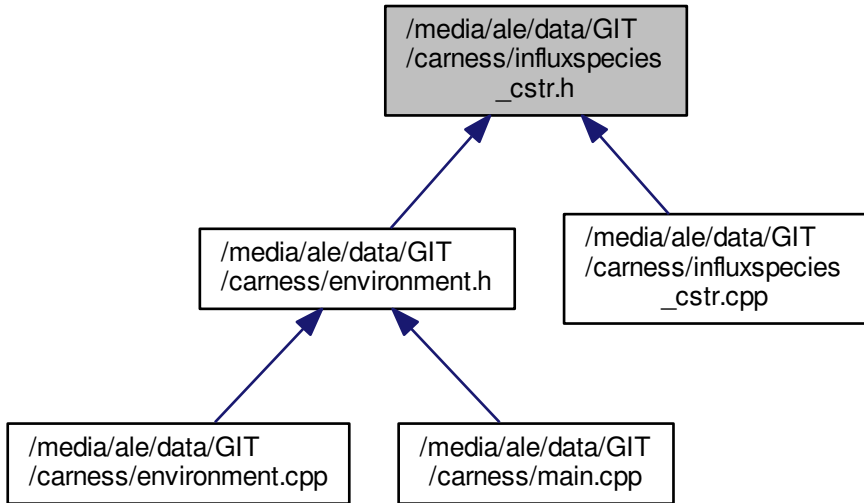 /media/ale/data/GIT
/carness/influxspecies
_cstr.h
/media/ale/data/GIT
/carness/environment.h
/media/ale/data/GIT
/carness/influxspecies
_cstr.cpp
/media/ale/data/GIT
/carness/environment.cpp
/media/ale/data/GIT
/carness/main.cpp